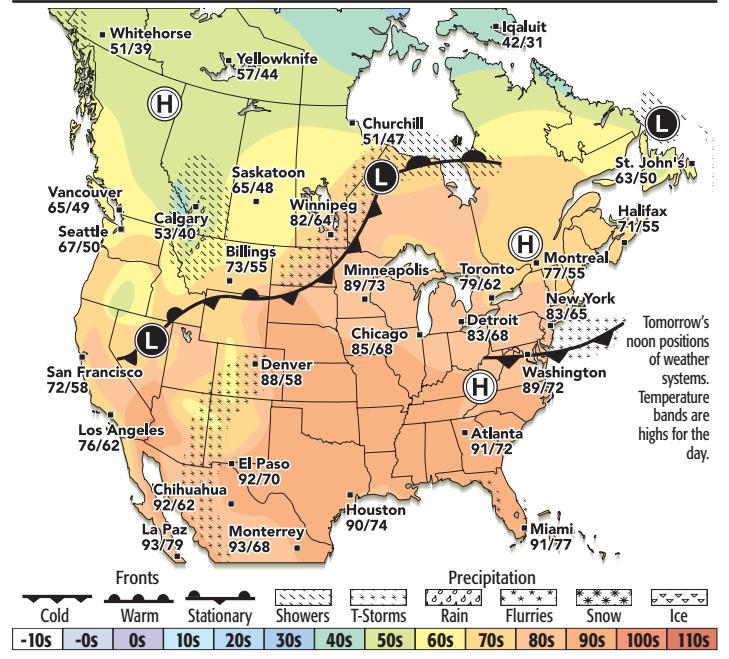 Whitehorse
51/39
Yellowknife
57/44
Iqaluit
42/31
H
Churchill
51/47
L
St. John's
63/50
Saskatoon
65/48
L
Vancouver
65/49
Calgary
53/40
Winnipeg
82/64
Halifax
71/55
Seattle
67/50
Billings
73/55
H
Montreal
77/55
Minneapolis
89/73
Toronto
79/62
New York
83/65
Chicago
85/68
Detroit
83/68
L
Tomorrow's
noon positions
of weather
systems.
Temperature
bands are
highs for the
day.
San Francisco
72/58
Denver
88/58
Washington
89/72
H
Los Angeles
76/62
Atlanta
91/72
El Paso
92/70
Chihuahua
92/62
Houston
90/74
La Paz
93/79
Monterrey
93/68
Miami
91/77
Fronts
Precipitation
Cold Warm Stationary Showers T-Storms Rain Flurries Snow Ice
-10s -0s 0s 10s 20s 30s 40s 50s 60s 70s 80s 90s 100s 110s